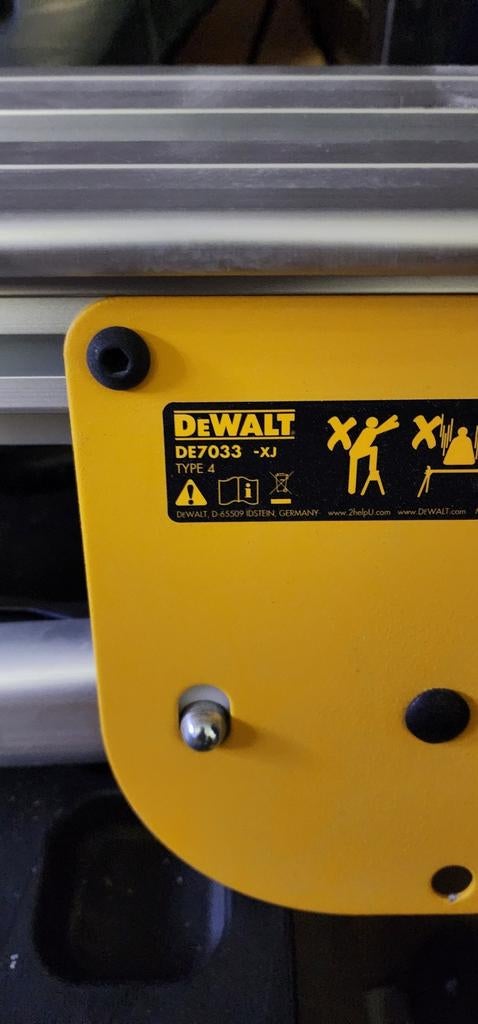 DEWALT
DE7033 -XJ
TYPE 4
DEWALT, D-65509 IDSTEIN, GERMANY www.2helpU.com www.DEWALT.com